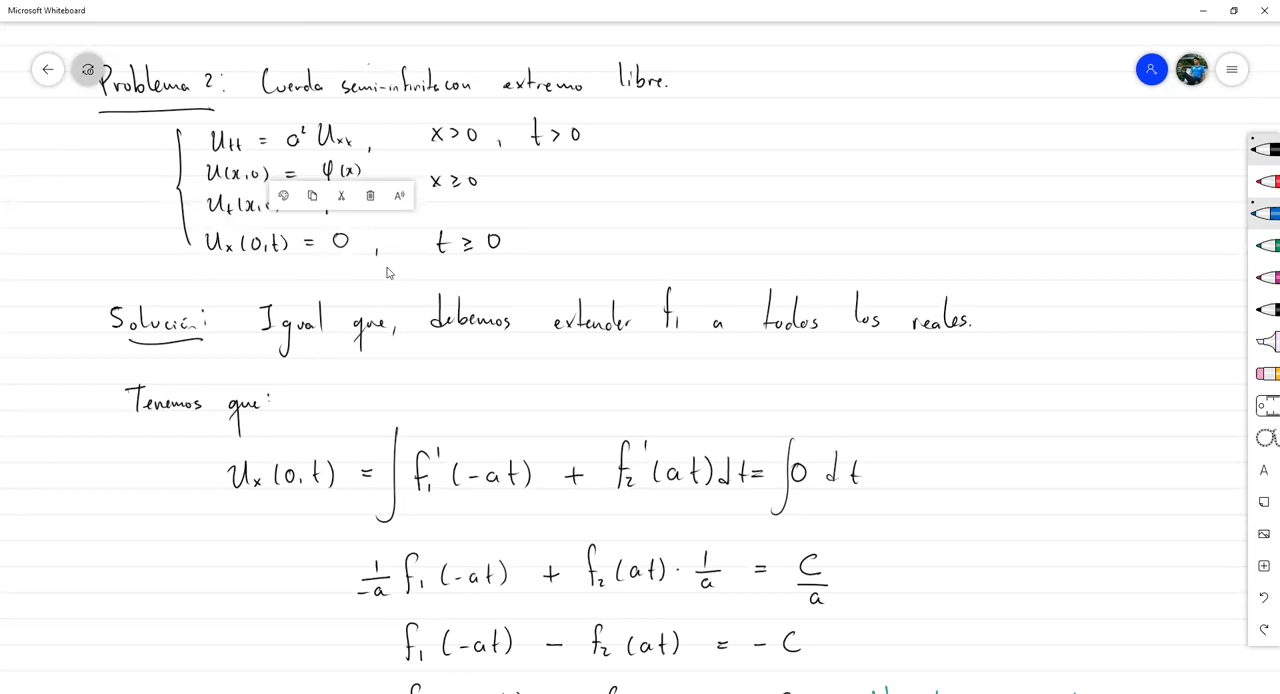 Microsoft Whiteboard
Problema 2: Cuerda semi-infinita con extremo libre.
Utt = a² Uxx, x>0, t>0
U(x,0) = φ(x)
x ≥ 0
Ut(x,
Ux(0,t) = 0, t ≥ 0
Solución: Igual que, debemos extender f₁ a todos los reales.
Tenemos que:
Ux(0,t) = ∫ f₁'(-at) + f₂'(at)dt = ∫ 0 dt
1/-a f₁(-at) + f₂(at) · 1/a = C/a
f₁(-at) - f₂(at) = - C